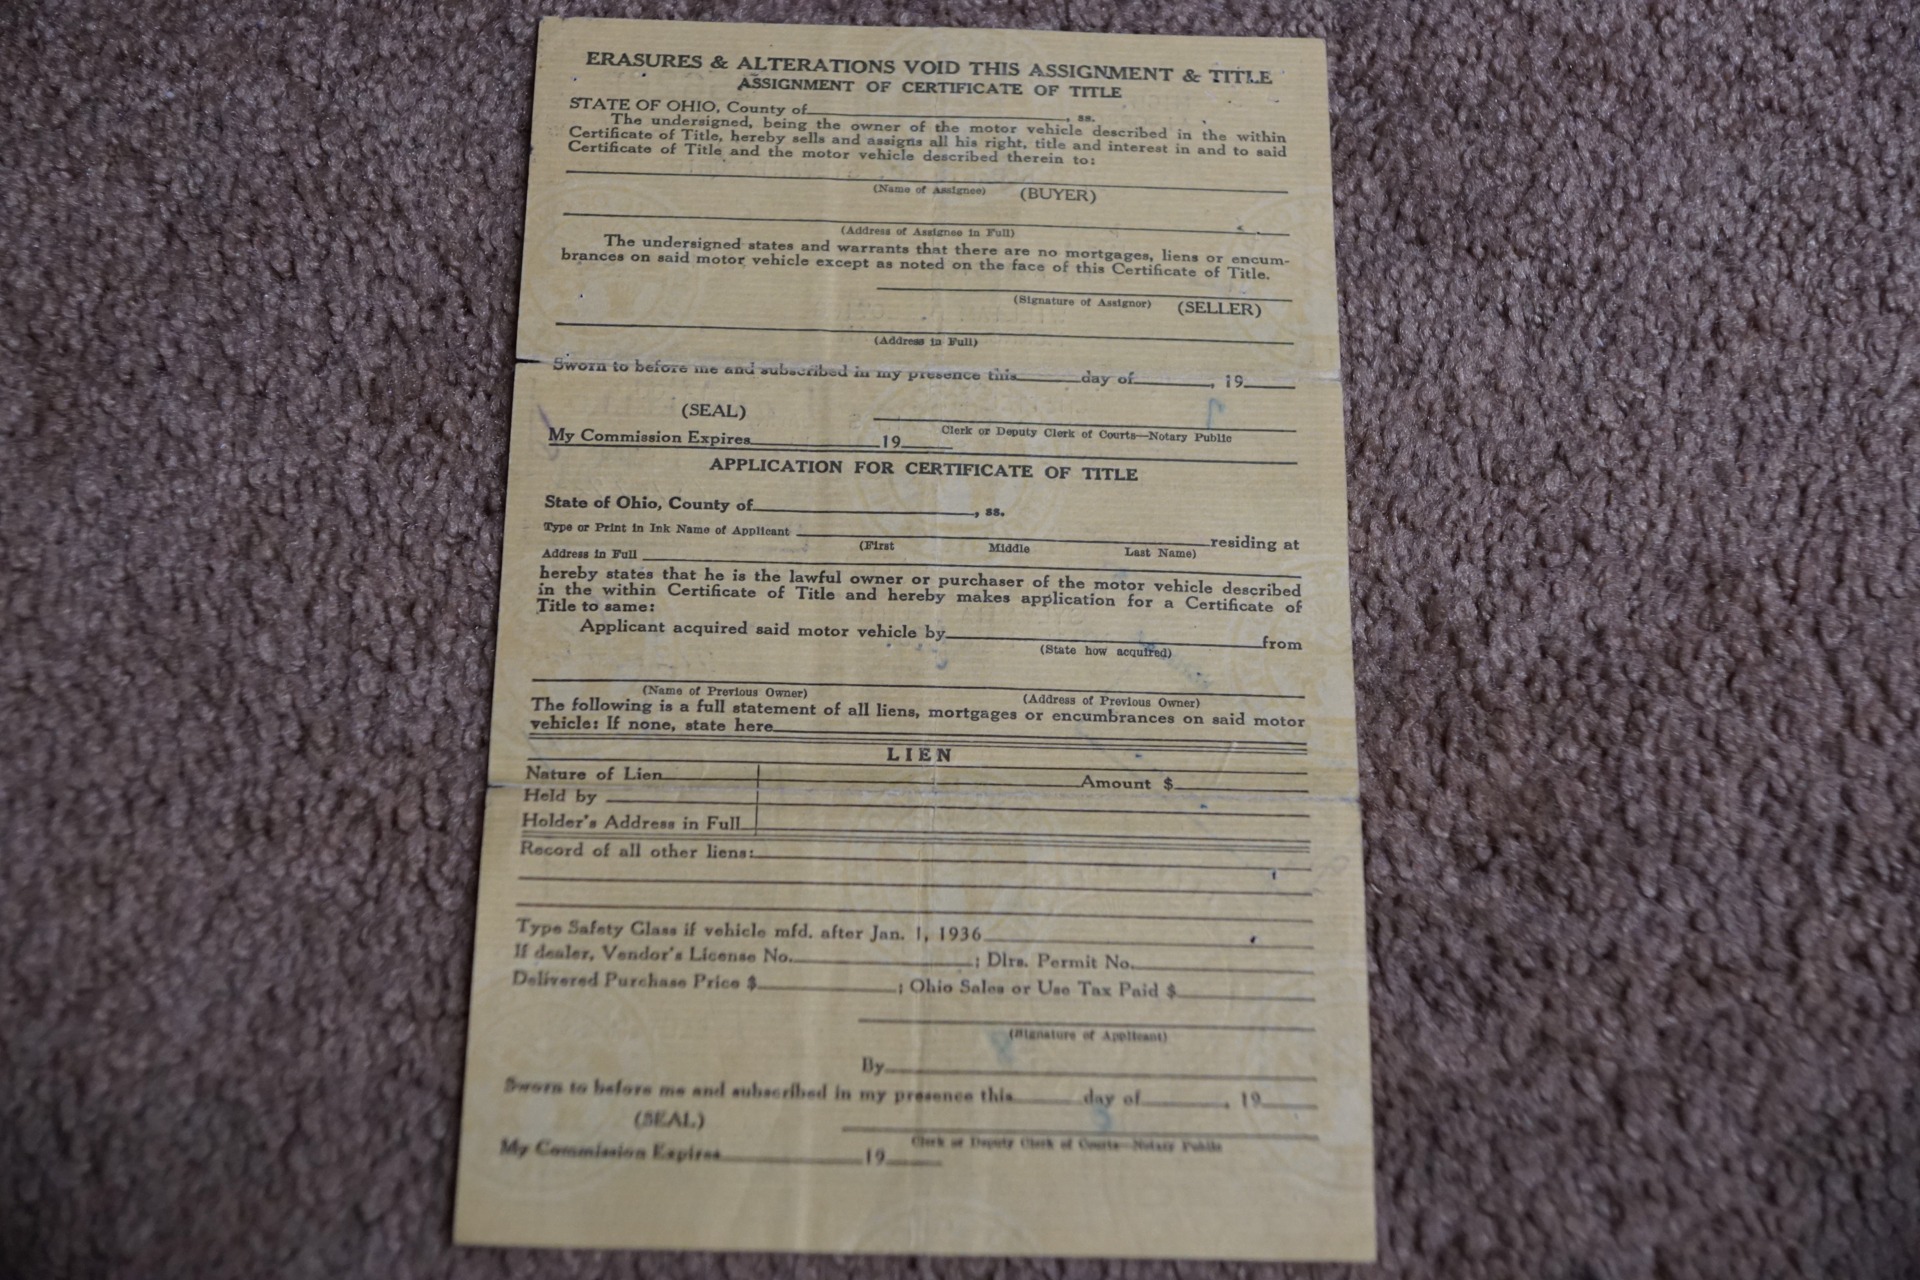 ERASURES & ALTERATIONS VOID THIS ASSIGNMENT & TITLE
ASSIGNMENT OF CERTIFICATE OF TITLE
STATE OF OHIO, County of , ss.
The undersigned, being the owner of the motor vehicle described in the within
Certificate of Title, hereby sells and assigns all his right, title and interest in and to said
Certificate of Title and the motor vehicle described therein to:
(Name of Assignee) (BUYER)
(Address of Assignee in Full)
The undersigned states and warrants that there are no mortgages, liens or encum-
brances on said motor vehicle except as noted on the face of this Certificate of Title.
(Signature of Assignor) (SELLER)
(Address in Full)
Sworn to before me and subscribed in my presence this day of , 19
(SEAL)
Clerk or Deputy Clerk of Courts—Notary Public
My Commission Expires 19
APPLICATION FOR CERTIFICATE OF TITLE
State of Ohio, County of , ss.
Type or Print in Ink Name of Applicant residing at
(First Middle Last Name)
Address in Full
hereby states that he is the lawful owner or purchaser of the motor vehicle described
in the within Certificate of Title and hereby makes application for a Certificate of
Title to same:
Applicant acquired said motor vehicle by from
(State how acquired)
(Name of Previous Owner) (Address of Previous Owner)
The following is a full statement of all liens, mortgages or encumbrances on said motor
vehicle: If none, state here
LIEN
Nature of Lien Amount $
Held by
Holder's Address in Full
Record of all other liens:
Type Safety Glass if vehicle mfd. after Jan. 1, 1936
If dealer, Vendor's License No. ; Dlrs. Permit No.
Delivered Purchase Price $ ; Ohio Sales or Use Tax Paid $
(Signature of Applicant)
By
Sworn to before me and subscribed in my presence this day of , 19
(SEAL)
Clerk or Deputy Clerk of Courts—Notary Public
My Commission Expires 19